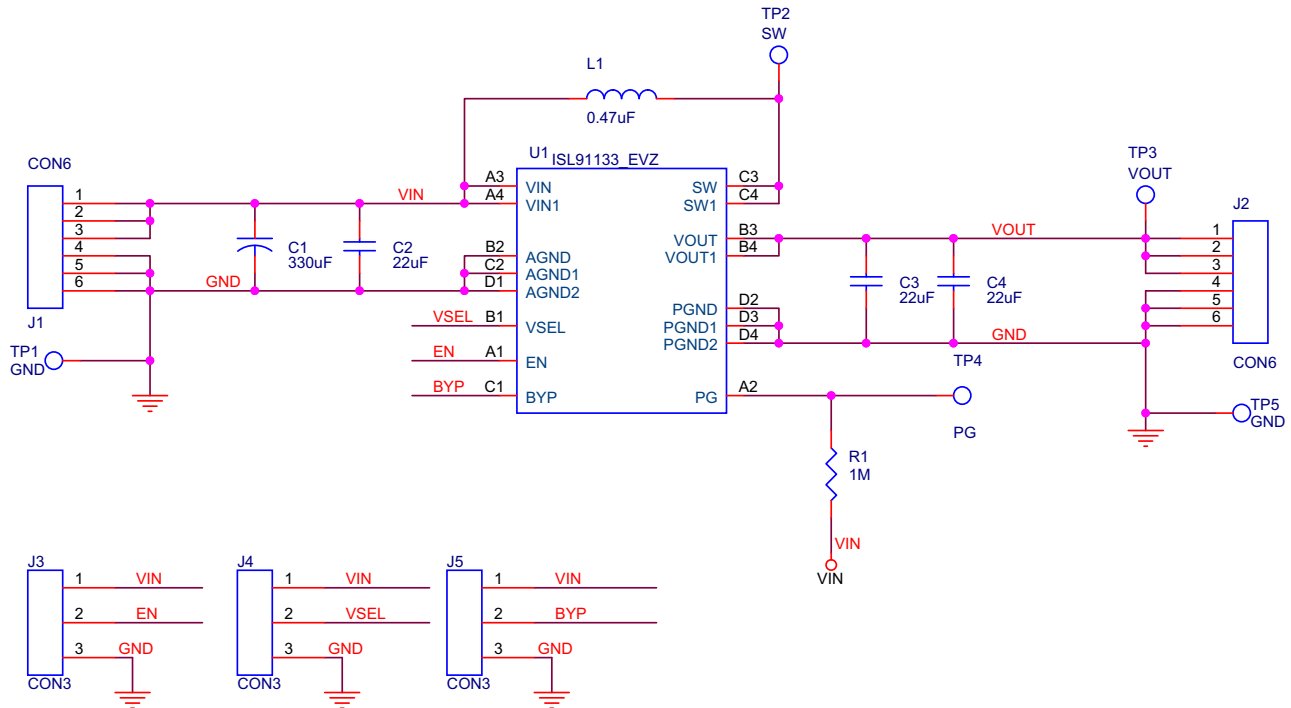 TP2
SW
L1
0.47uF
U1
ISL91133_EVZ
CON6
1
2
3
4
5
6
J1
VIN
GND
C1
330uF
C2
22uF
TP1
GND
A3
A4
B2
C2
D1
VSEL B1
EN A1
BYP C1
VIN
VIN1
AGND
AGND1
AGND2
VSEL
EN
BYP
SW
SW1
VOUT
VOUT1
PGND
PGND1
PGND2
PG
C3
C4
B3
B4
D2
D3
D4
A2
VOUT
GND
C3
22uF
C4
22uF
TP3
VOUT
J2
1
2
3
4
5
6
CON6
TP4
PG
TP5
GND
R1
1M
VIN
VIN
J3
1 VIN
2 EN
3 GND
CON3
J4
1 VIN
2 VSEL
3 GND
CON3
J5
1 VIN
2 BYP
3 GND
CON3